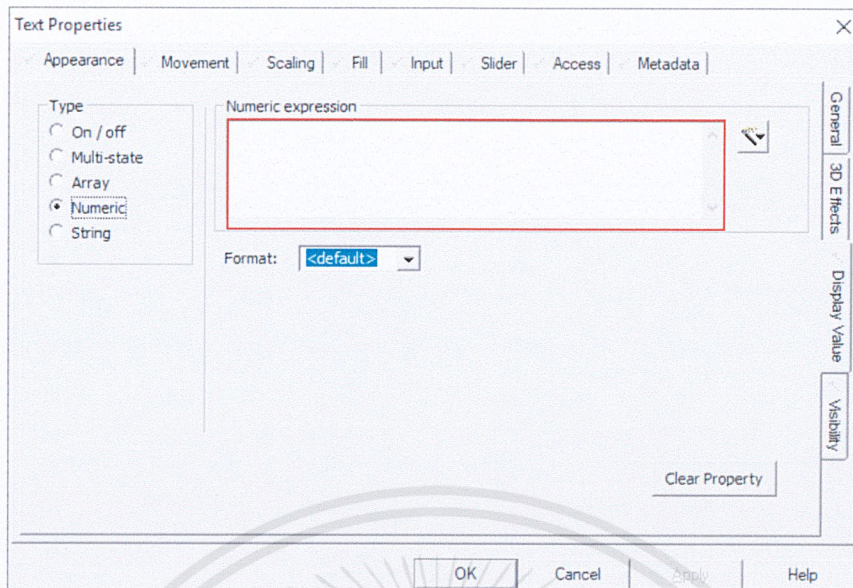 Text Properties
Appearance Movement Scaling Fill Input Slider Access Metadata
Type
On / off
Multi-state
Array
Numeric
String
Numeric expression
Format: <default>
General
3D Effects
Display Value
Visibility
Clear Property
OK Cancel Apply Help